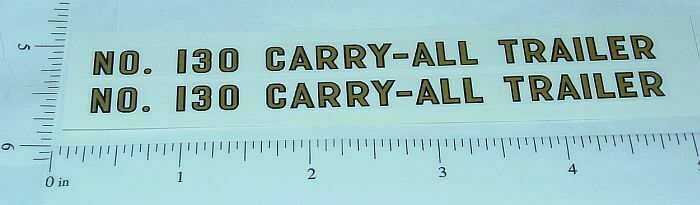 NO. 130 CARRY-ALL TRAILER
NO. 130 CARRY-ALL TRAILER
5
6
0 in 1 2 3 4